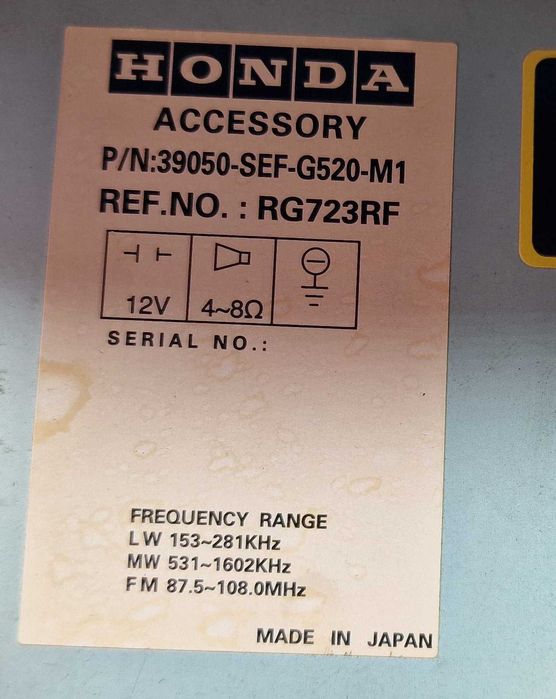 HONDA
ACCESSORY
P/N:39050-SEF-G520-M1
REF.NO. : RG723RF
12V 4~8Ω
SERIAL NO.:
FREQUENCY RANGE
LW 153~281KHz
MW 531~1602KHz
FM 87.5~108.0MHz
MADE IN JAPAN